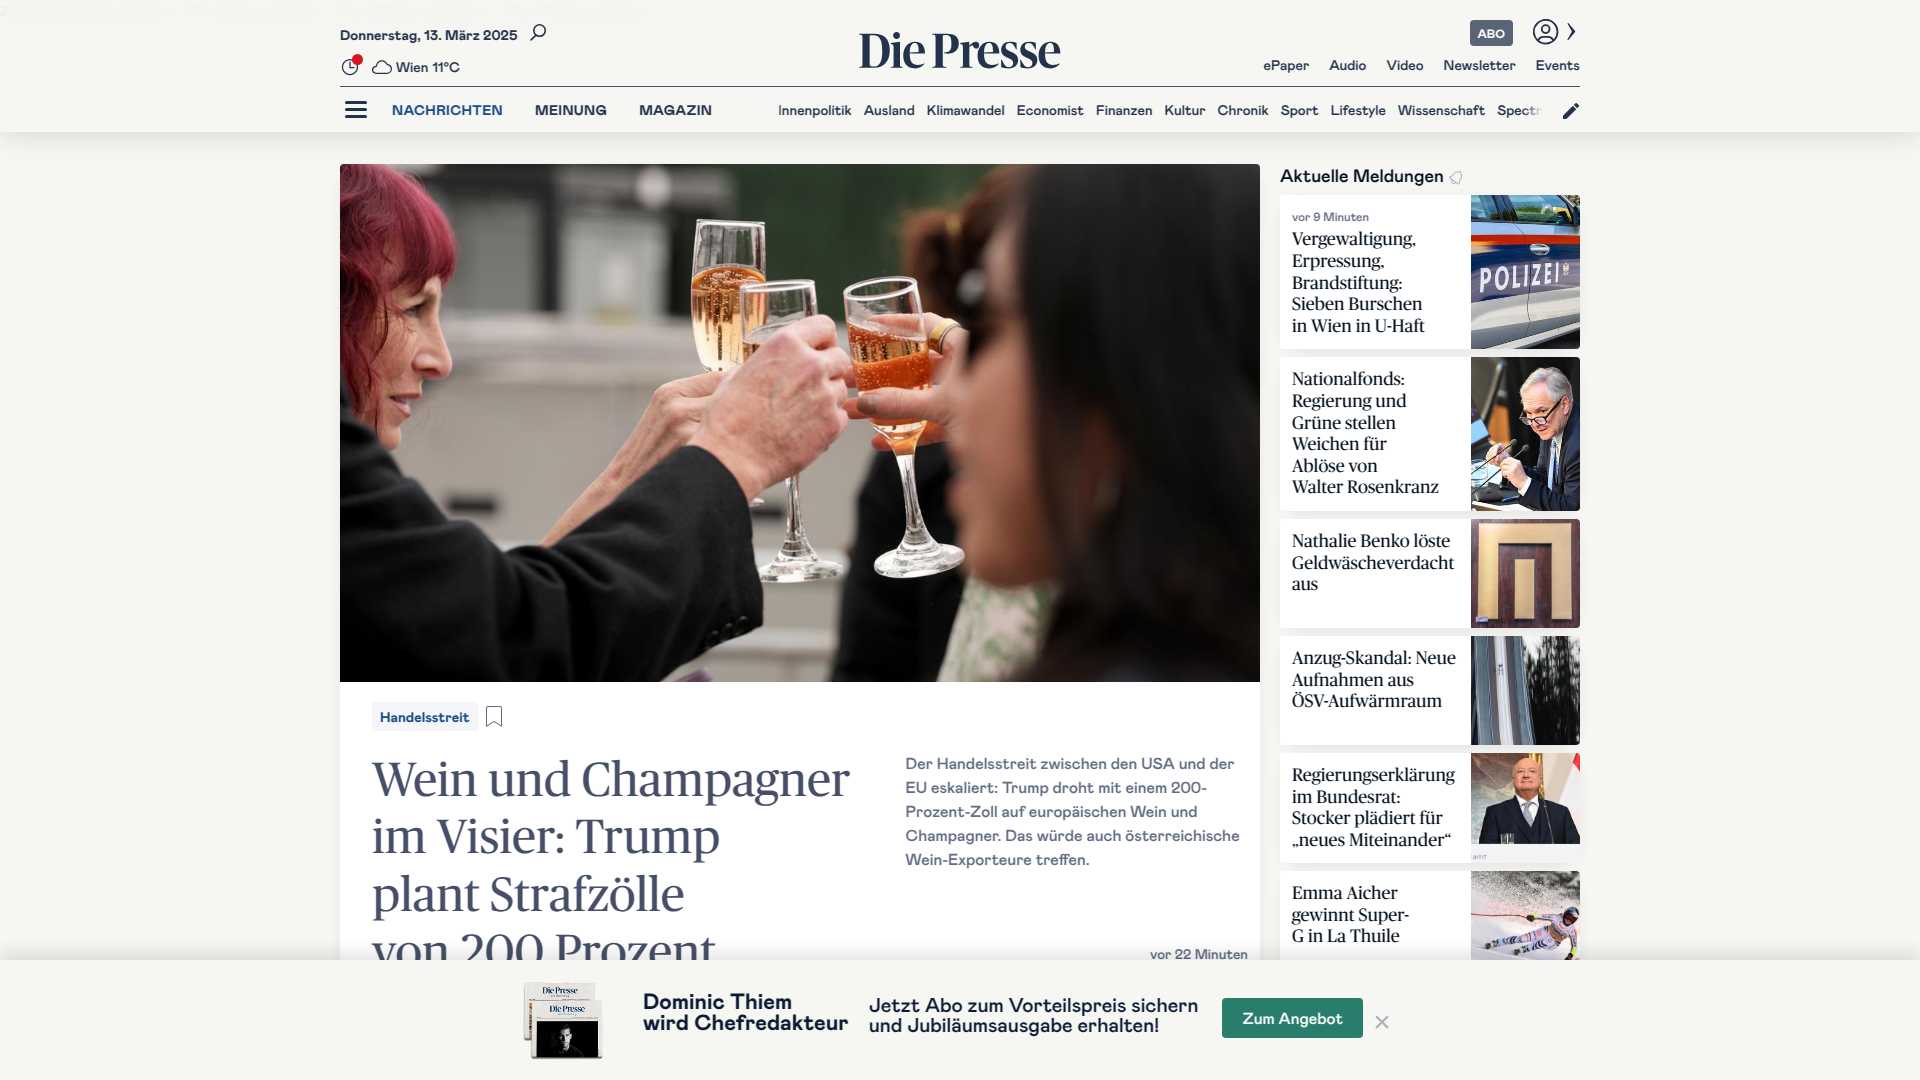 Donnerstag, 13. März 2025
Wien 11°C
Die Presse
ABO
ePaper Audio Video Newsletter Events
NACHRICHTEN MEINUNG MAGAZIN
Innenpolitik Ausland Klimawandel Economist Finanzen Kultur Chronik Sport Lifestyle Wissenschaft
Handelsstreit
Wein und Champagner
im Visier: Trump
plant Strafzölle
von 200 Prozent
Der Handelsstreit zwischen den USA und der
EU eskaliert: Trump droht mit einem 200-
Prozent-Zoll auf europäischen Wein und
Champagner. Das würde auch österreichische
Wein-Exporteure treffen.
vor 22 Minuten
Aktuelle Meldungen
vor 9 Minuten
Vergewaltigung,
Erpressung,
Brandstiftung:
Sieben Burschen
in Wien in U-Haft
POLIZEI
Nationalfonds:
Regierung und
Grüne stellen
Weichen für
Ablöse von
Walter Rosenkranz
Nathalie Benko löste
Geldwäscheverdacht
aus
Anzug-Skandal: Neue
Aufnahmen aus
ÖSV-Aufwärmraum
Regierungserklärung
im Bundesrat:
Stocker plädiert für
„neues Miteinander“
Emma Aicher
gewinnt Super-
G in La Thuile
Die Presse
Die Presse
Dominic Thiem
wird Chefredakteur
Jetzt Abo zum Vorteilspreis sichern
und Jubiläumsausgabe erhalten!
Zum Angebot